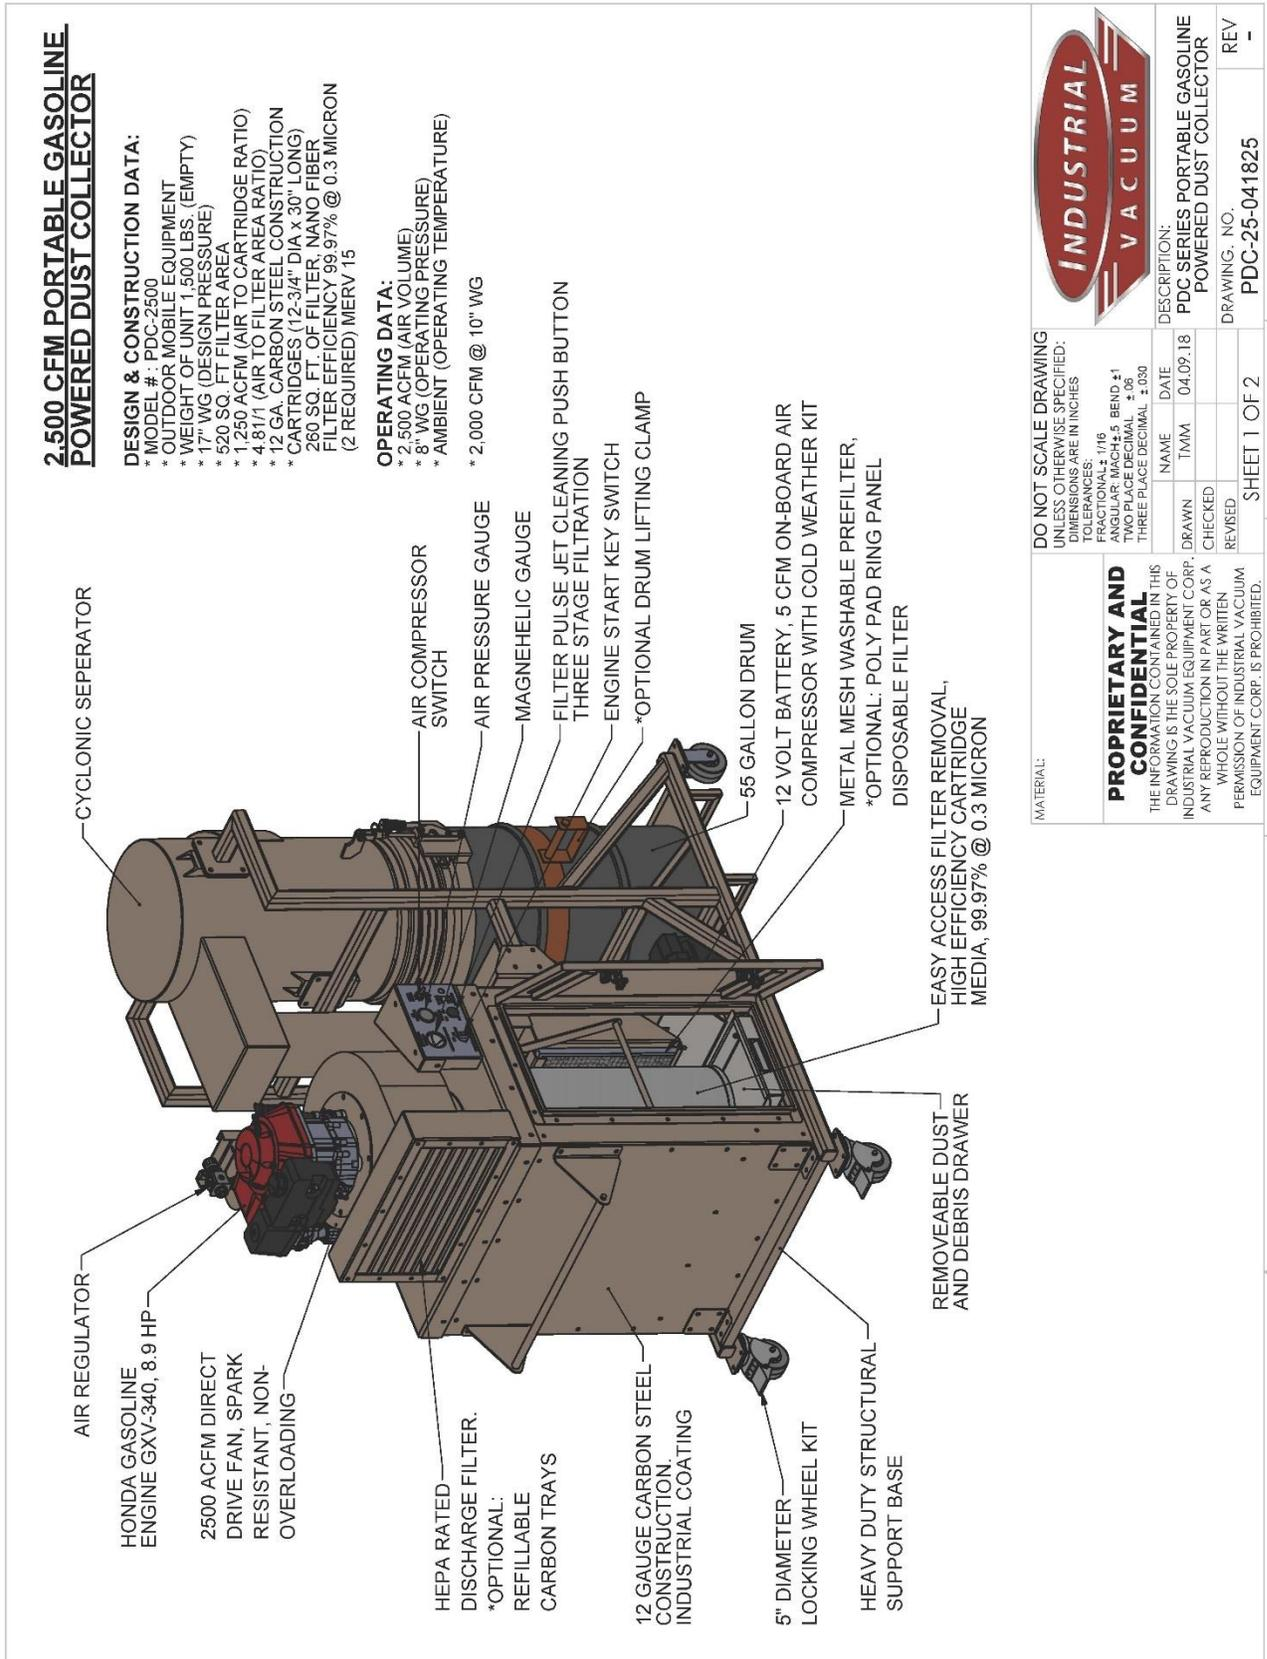 2,500 CFM PORTABLE GASOLINE
POWERED DUST COLLECTOR
DESIGN & CONSTRUCTION DATA:
* MODEL # : PDC-2500
* OUTDOOR MOBILE EQUIPMENT
* WEIGHT OF UNIT 1,500 LBS. (EMPTY)
* 17" WG (DESIGN PRESSURE)
* 520 SQ. FT FILTER AREA
* 1,250 ACFM (AIR TO CARTRIDGE RATIO)
* 4.81/1 (AIR TO FILTER AREA RATIO)
* 12 GA. CARBON STEEL CONSTRUCTION
* CARTRIDGES (12-3/4" DIA x 30" LONG)
260 SQ. FT. OF FILTER, NANO FIBER
FILTER EFFICIENCY 99.97% @ 0.3 MICRON
(2 REQUIRED) MERV 15
OPERATING DATA:
* 2,500 ACFM (AIR VOLUME)
* 8" WG (OPERATING PRESSURE)
* AMBIENT (OPERATING TEMPERATURE)
* 2,000 CFM @ 10" WG
CYCLONIC SEPERATOR
AIR COMPRESSOR
SWITCH
AIR PRESSURE GAUGE
MAGNEHELIC GAUGE
FILTER PULSE JET CLEANING PUSH BUTTON
THREE STAGE FILTRATION
ENGINE START KEY SWITCH
*OPTIONAL DRUM LIFTING CLAMP
55 GALLON DRUM
12 VOLT BATTERY, 5 CFM ON-BOARD AIR
COMPRESSOR WITH COLD WEATHER KIT
METAL MESH WASHABLE PREFILTER,
*OPTIONAL: POLY PAD RING PANEL
DISPOSABLE FILTER
EASY ACCESS FILTER REMOVAL,
HIGH EFFICIENCY CARTRIDGE
MEDIA, 99.97% @ 0.3 MICRON
REMOVEABLE DUST
AND DEBRIS DRAWER
AIR REGULATOR
HONDA GASOLINE
ENGINE GXV-340, 8.9 HP
2500 ACFM DIRECT
DRIVE FAN, SPARK
RESISTANT, NON-
OVERLOADING
HEPA RATED
DISCHARGE FILTER.
*OPTIONAL:
REFILLABLE
CARBON TRAYS
12 GAUGE CARBON STEEL
CONSTRUCTION.
INDUSTRIAL COATING
5" DIAMETER
LOCKING WHEEL KIT
HEAVY DUTY STRUCTURAL
SUPPORT BASE
MATERIAL:
PROPRIETARY AND
CONFIDENTIAL
THE INFORMATION CONTAINED IN THIS
DRAWING IS THE SOLE PROPERTY OF
INDUSTRIAL VACUUM EQUIPMENT CORP.
ANY REPRODUCTION IN PART OR AS A
WHOLE WITHOUT THE WRITTEN
PERMISSION OF INDUSTRIAL VACUUM
EQUIPMENT CORP. IS PROHIBITED.
DO NOT SCALE DRAWING
UNLESS OTHERWISE SPECIFIED:
DIMENSIONS ARE IN INCHES
TOLERANCES:
FRACTIONAL ± 1/16
ANGULAR: MACH±.5 BEND ±1
TWO PLACE DECIMAL ±.06
THREE PLACE DECIMAL ±.030
NAME DATE
DRAWN TMM 04.09.18
CHECKED
REVISED
SHEET 1 OF 2
INDUSTRIAL
VACUUM
DESCRIPTION:
PDC SERIES PORTABLE GASOLINE
POWERED DUST COLLECTOR
DRAWING. NO.
PDC-25-041825
REV
-